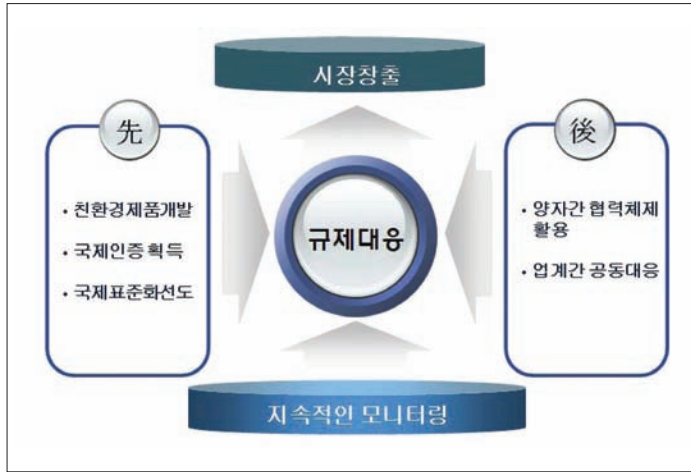 시장창출
先
• 친환경제품개발
• 국제인증 획득
• 국제표준화선도
규제대응
後
• 양자간 협력체제
활용
• 업계간 공동대응
지속적인 모니터링